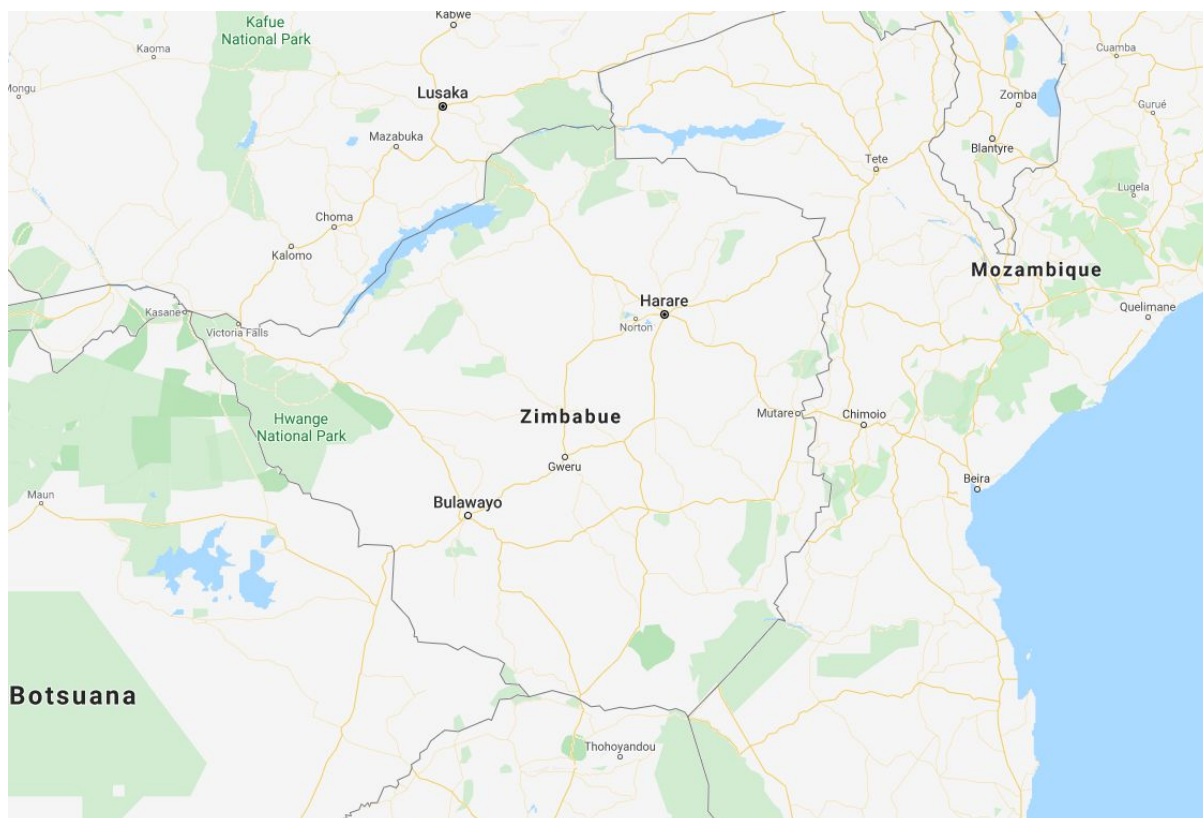 Kafue
National Park
Kabwe
Kaoma
Cuamba
Mongu
Lusaka
Zomba
Gurué
Mazabuka
Blantyre
Tete
Lugela
Choma
Kalomo
Mozambique
Harare
Kasane
Quelimane
Victoria Falls
Norton
Zimbabue
Mutare
Chimoio
Hwange
National Park
Gweru
Beira
Maun
Bulawayo
Botsuana
Thohoyandou